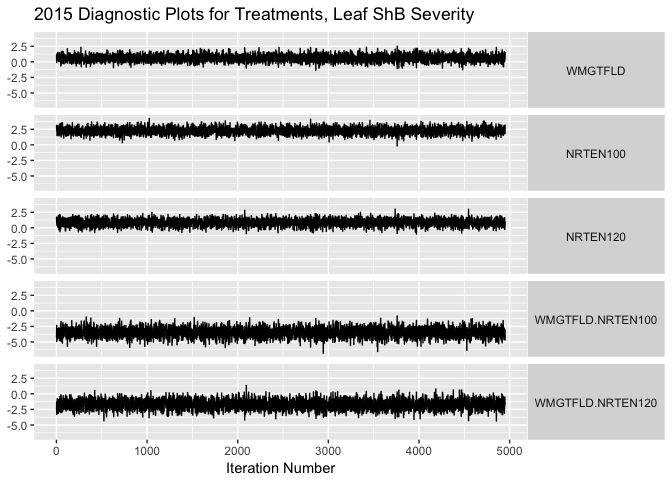 2015 Diagnostic Plots for Treatments, Leaf ShB Severity
2.5
0.0
-2.5
-5.0
WMGTFLD
2.5
0.0
-2.5
-5.0
NRTEN100
2.5
0.0
-2.5
-5.0
NRTEN120
2.5
0.0
-2.5
-5.0
WMGTFLD.NRTEN100
2.5
0.0
-2.5
-5.0
WMGTFLD.NRTEN120
0 1000 2000 3000 4000 5000
Iteration Number